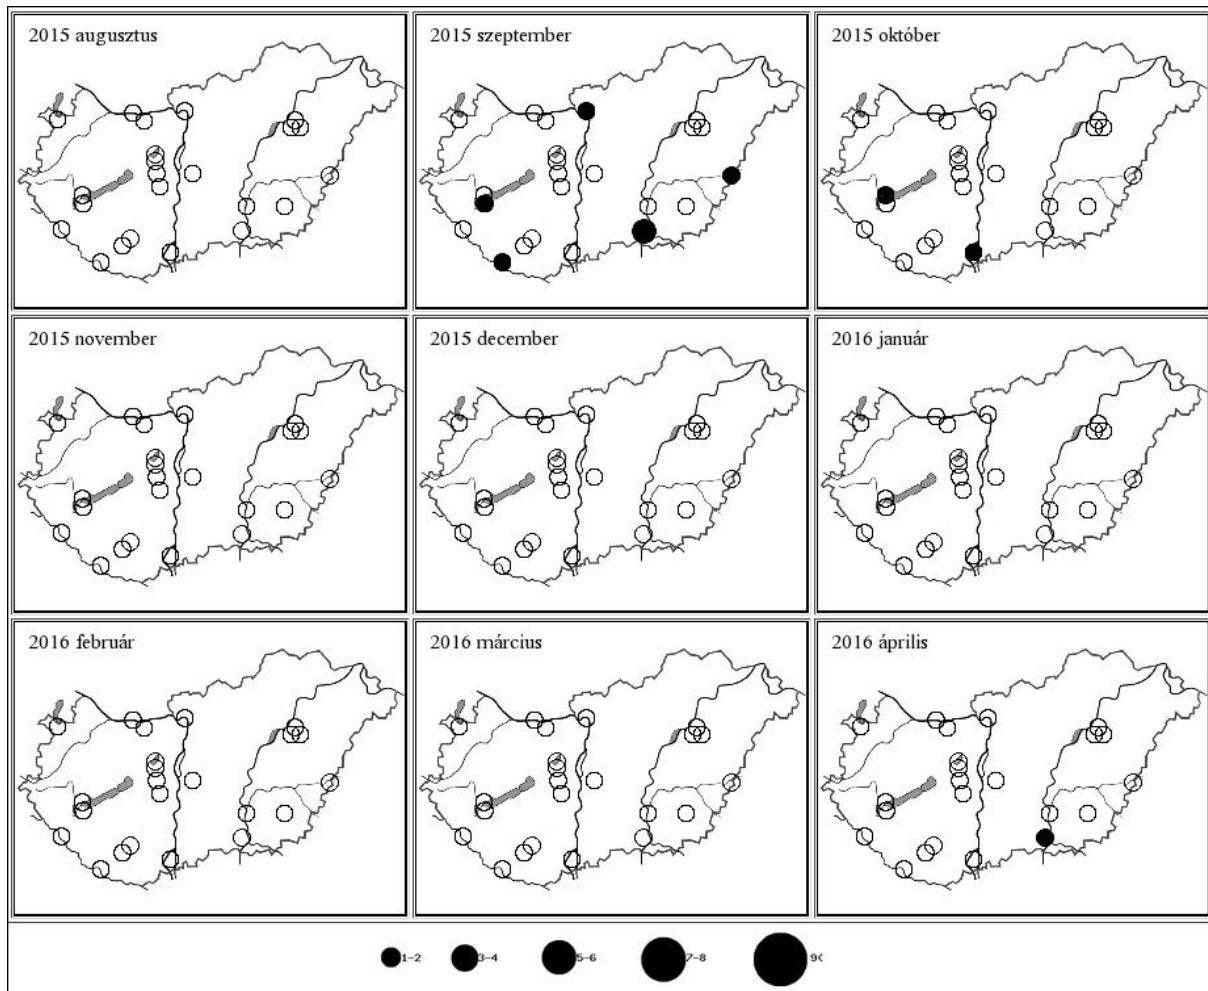 2015 augusztus
2015 szeptember
2015 október
2015 november
2015 december
2016 január
2016 február
2016 március
2016 április
1-2
3-4
5-6
7-8
9<